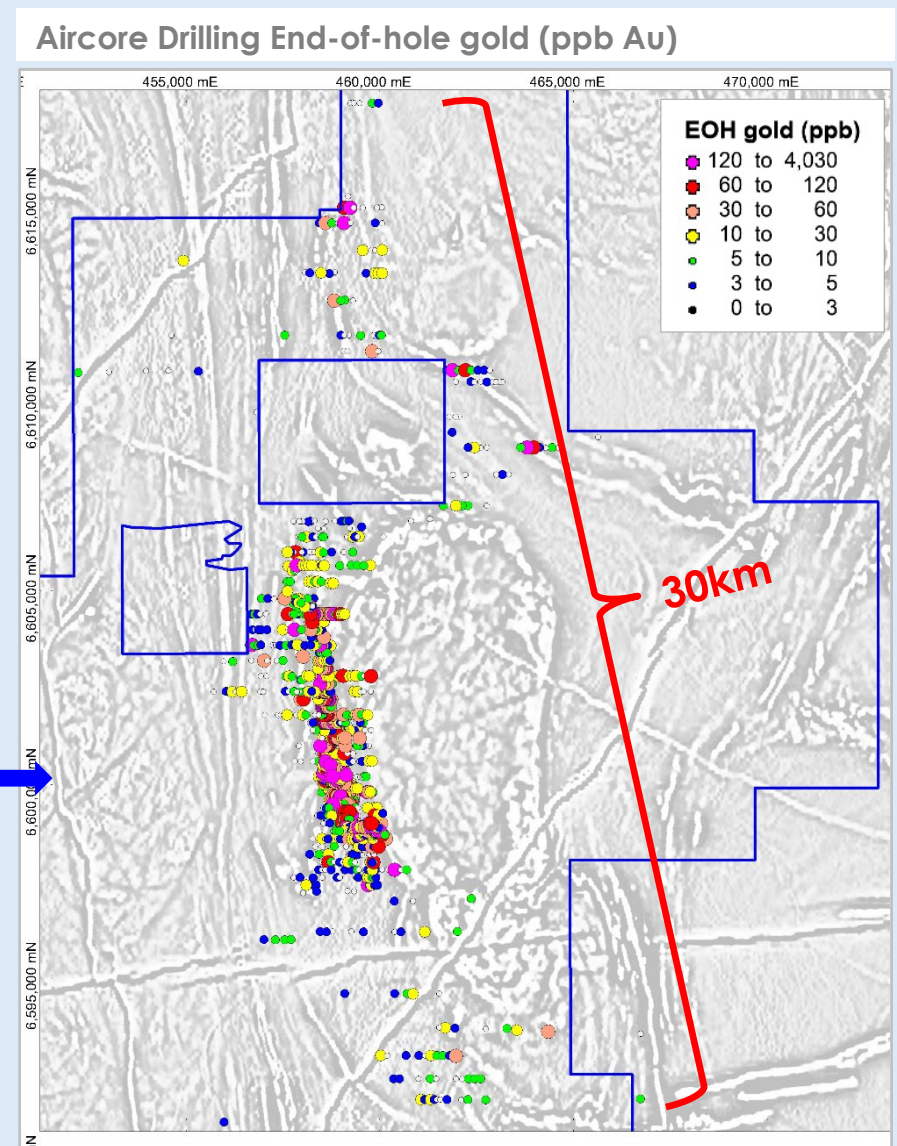 Aircore Drilling End-of-hole gold (ppb Au)
455,000 mE 460,000 mE 465,000 mE 470,000 mE
EOH gold (ppb)
120 to 4,030
60 to 120
30 to 60
10 to 30
5 to 10
3 to 5
0 to 3
6,615,000 mN
6,610,000 mN
6,605,000 mN
6,600,000 mN
6,595,000 mN
30km